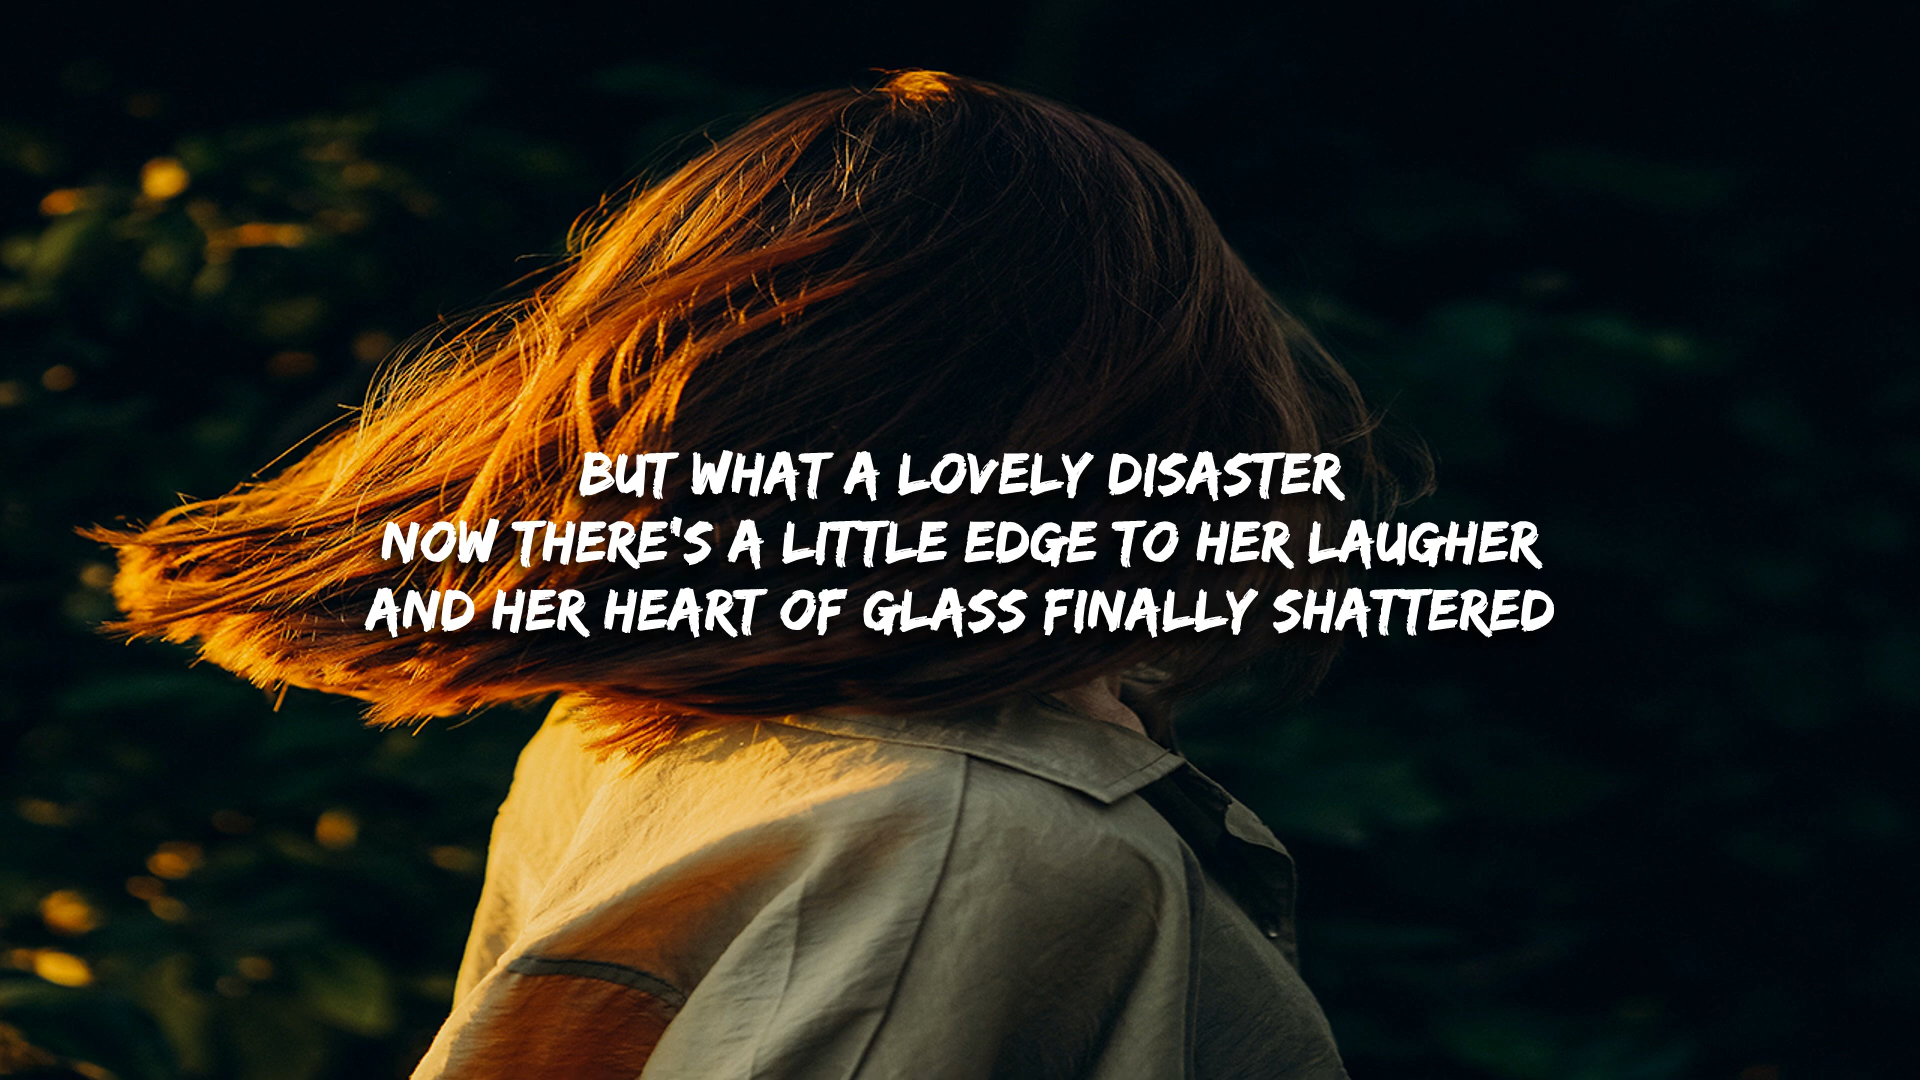 BUT WHAT A LOVELY DISASTER
NOW THERE'S A LITTLE EDGE TO HER LAUGHER
AND HER HEART OF GLASS FINALLY SHATTERED